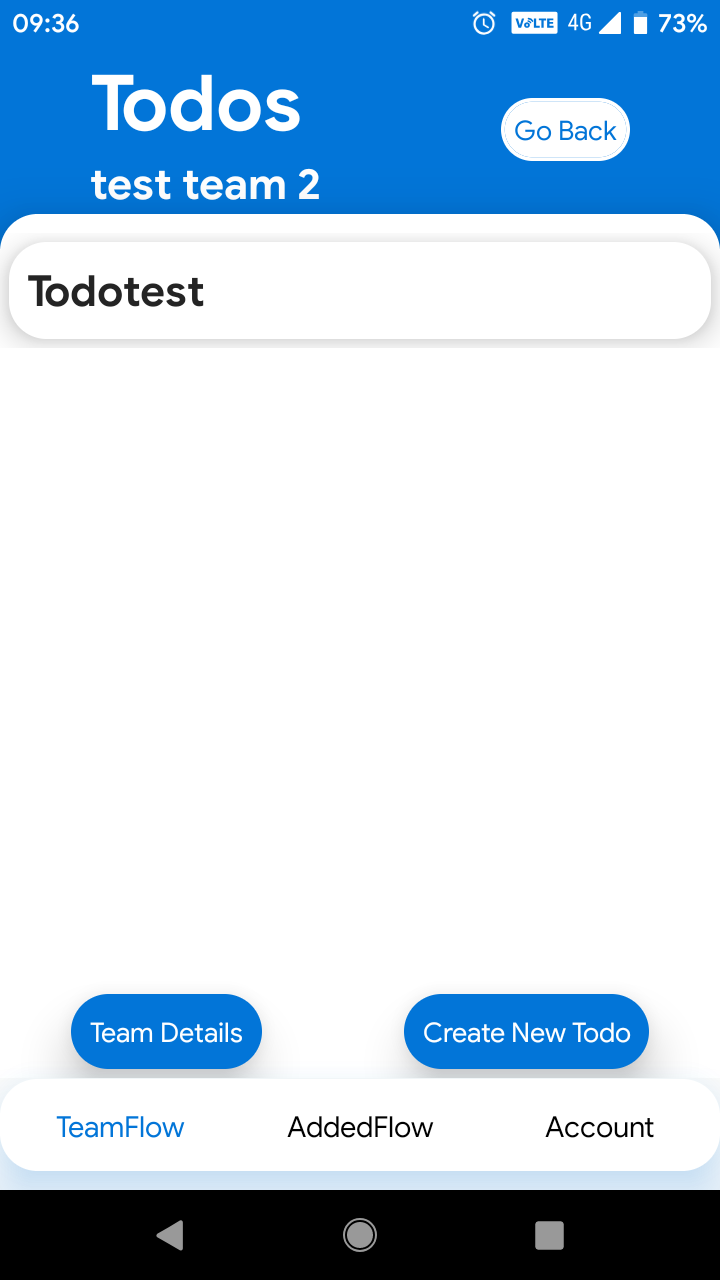 09:36 VoLTE 4G 73%
Todos
Go Back
test team 2
Todotest
Team Details Create New Todo
TeamFlow AddedFlow Account